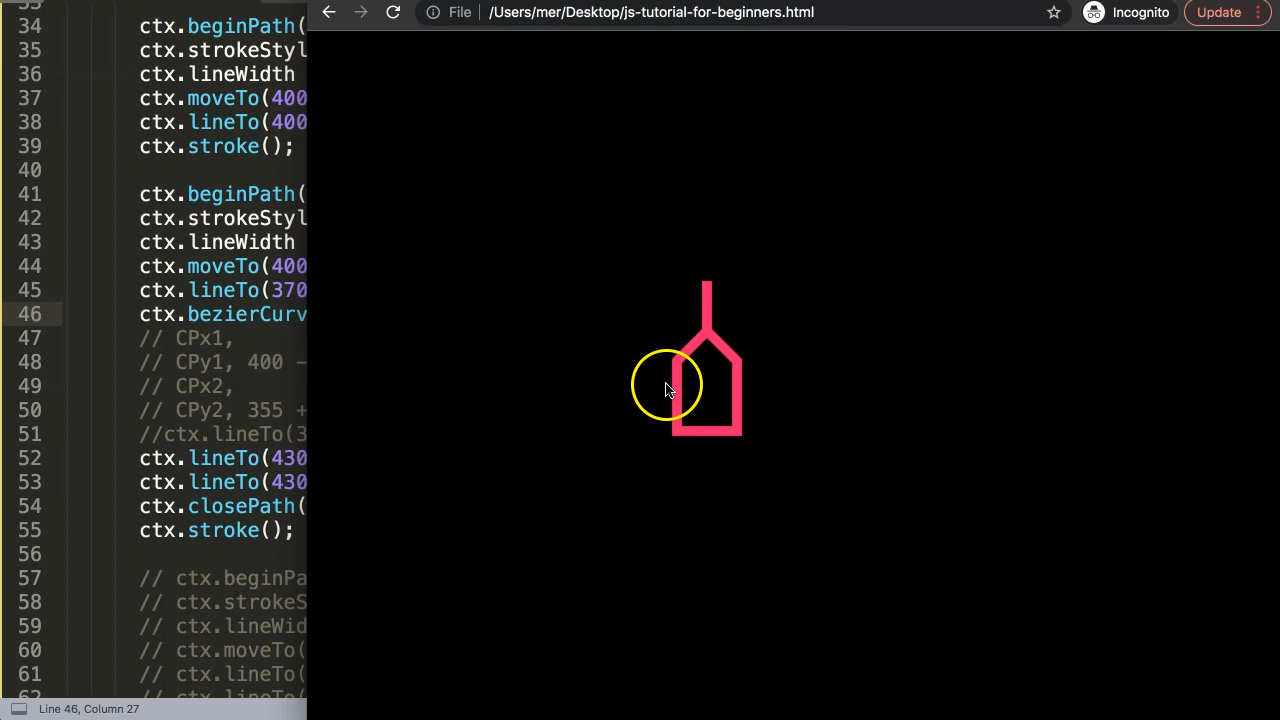 File /Users/mer/Desktop/js-tutorial-for-beginners.html Incognito Update
33
34 ctx.beginPath(
35 ctx.strokeStyl
36 ctx.lineWidth
37 ctx.moveTo(400
38 ctx.lineTo(400
39 ctx.stroke();
40
41 ctx.beginPath(
42 ctx.strokeStyl
43 ctx.lineWidth
44 ctx.moveTo(400
45 ctx.lineTo(370
46 ctx.bezierCurv
47 // CPx1,
48 // CPy1, 400 -
49 // CPx2,
50 // CPy2, 355 +
51 //ctx.lineTo(3
52 ctx.lineTo(430
53 ctx.lineTo(430
54 ctx.closePath(
55 ctx.stroke();
56
57 // ctx.beginPa
58 // ctx.strokeS
59 // ctx.lineWid
60 // ctx.moveTo(
61 // ctx.lineTo(
62 // ctx.lineTo(
Line 46, Column 27